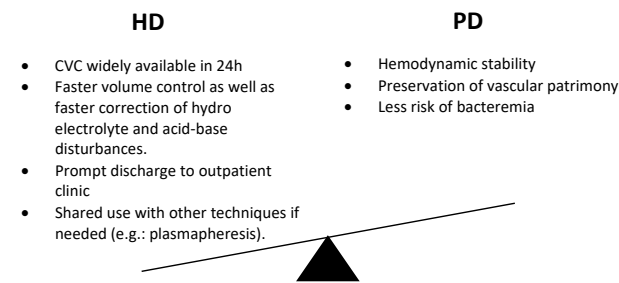 HD
• CVC widely available in 24h
• Faster volume control as well as
faster correction of hydro
electrolyte and acid-base
disturbances.
• Prompt discharge to outpatient
clinic
• Shared use with other techniques if
needed (e.g.: plasmapheresis).
PD
• Hemodynamic stability
• Preservation of vascular patrimony
• Less risk of bacteremia